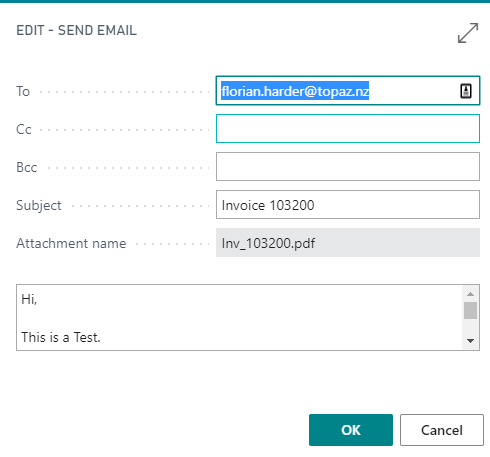 EDIT - SEND EMAIL
To florian.harder@topaz.nz
Cc
Bcc
Subject Invoice 103200
Attachment name Inv_103200.pdf
Hi,
This is a Test.
OK Cancel